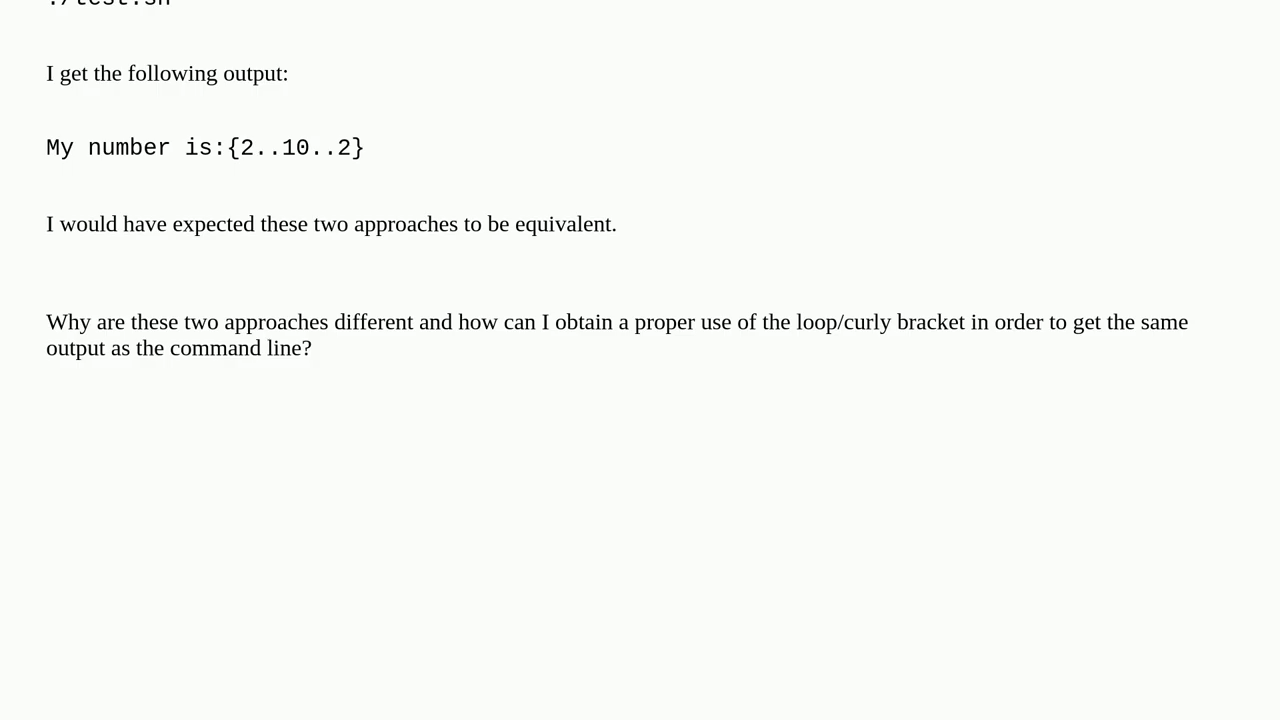 ./test.sh
I get the following output:
My number is:{2..10..2}
I would have expected these two approaches to be equivalent.
Why are these two approaches different and how can I obtain a proper use of the loop/curly bracket in order to get the same
output as the command line?